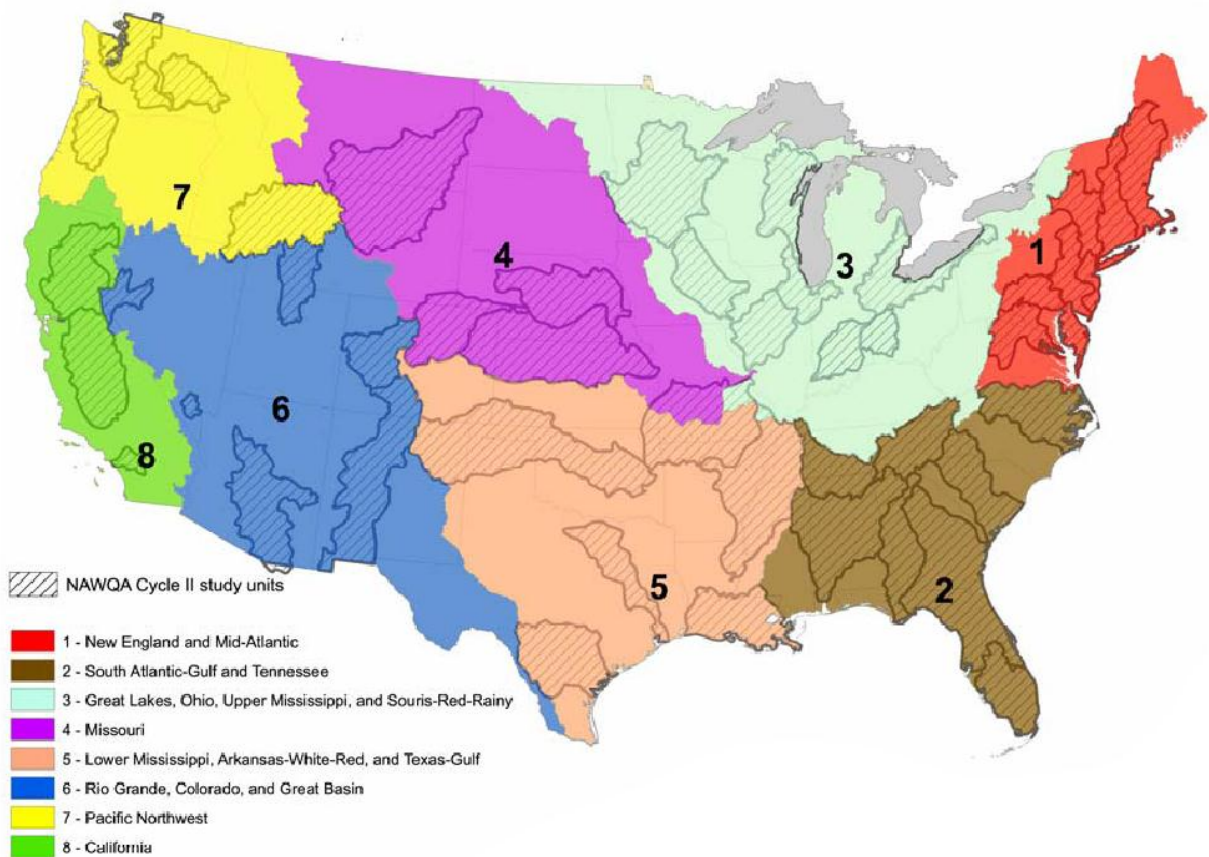 7
4
3
1
6
8
5
2
NAWQA Cycle II study units
1 - New England and Mid-Atlantic
2 - South Atlantic-Gulf and Tennessee
3 - Great Lakes, Ohio, Upper Mississippi, and Souris-Red-Rainy
4 - Missouri
5 - Lower Mississippi, Arkansas-White-Red, and Texas-Gulf
6 - Rio Grande, Colorado, and Great Basin
7 - Pacific Northwest
8 - California